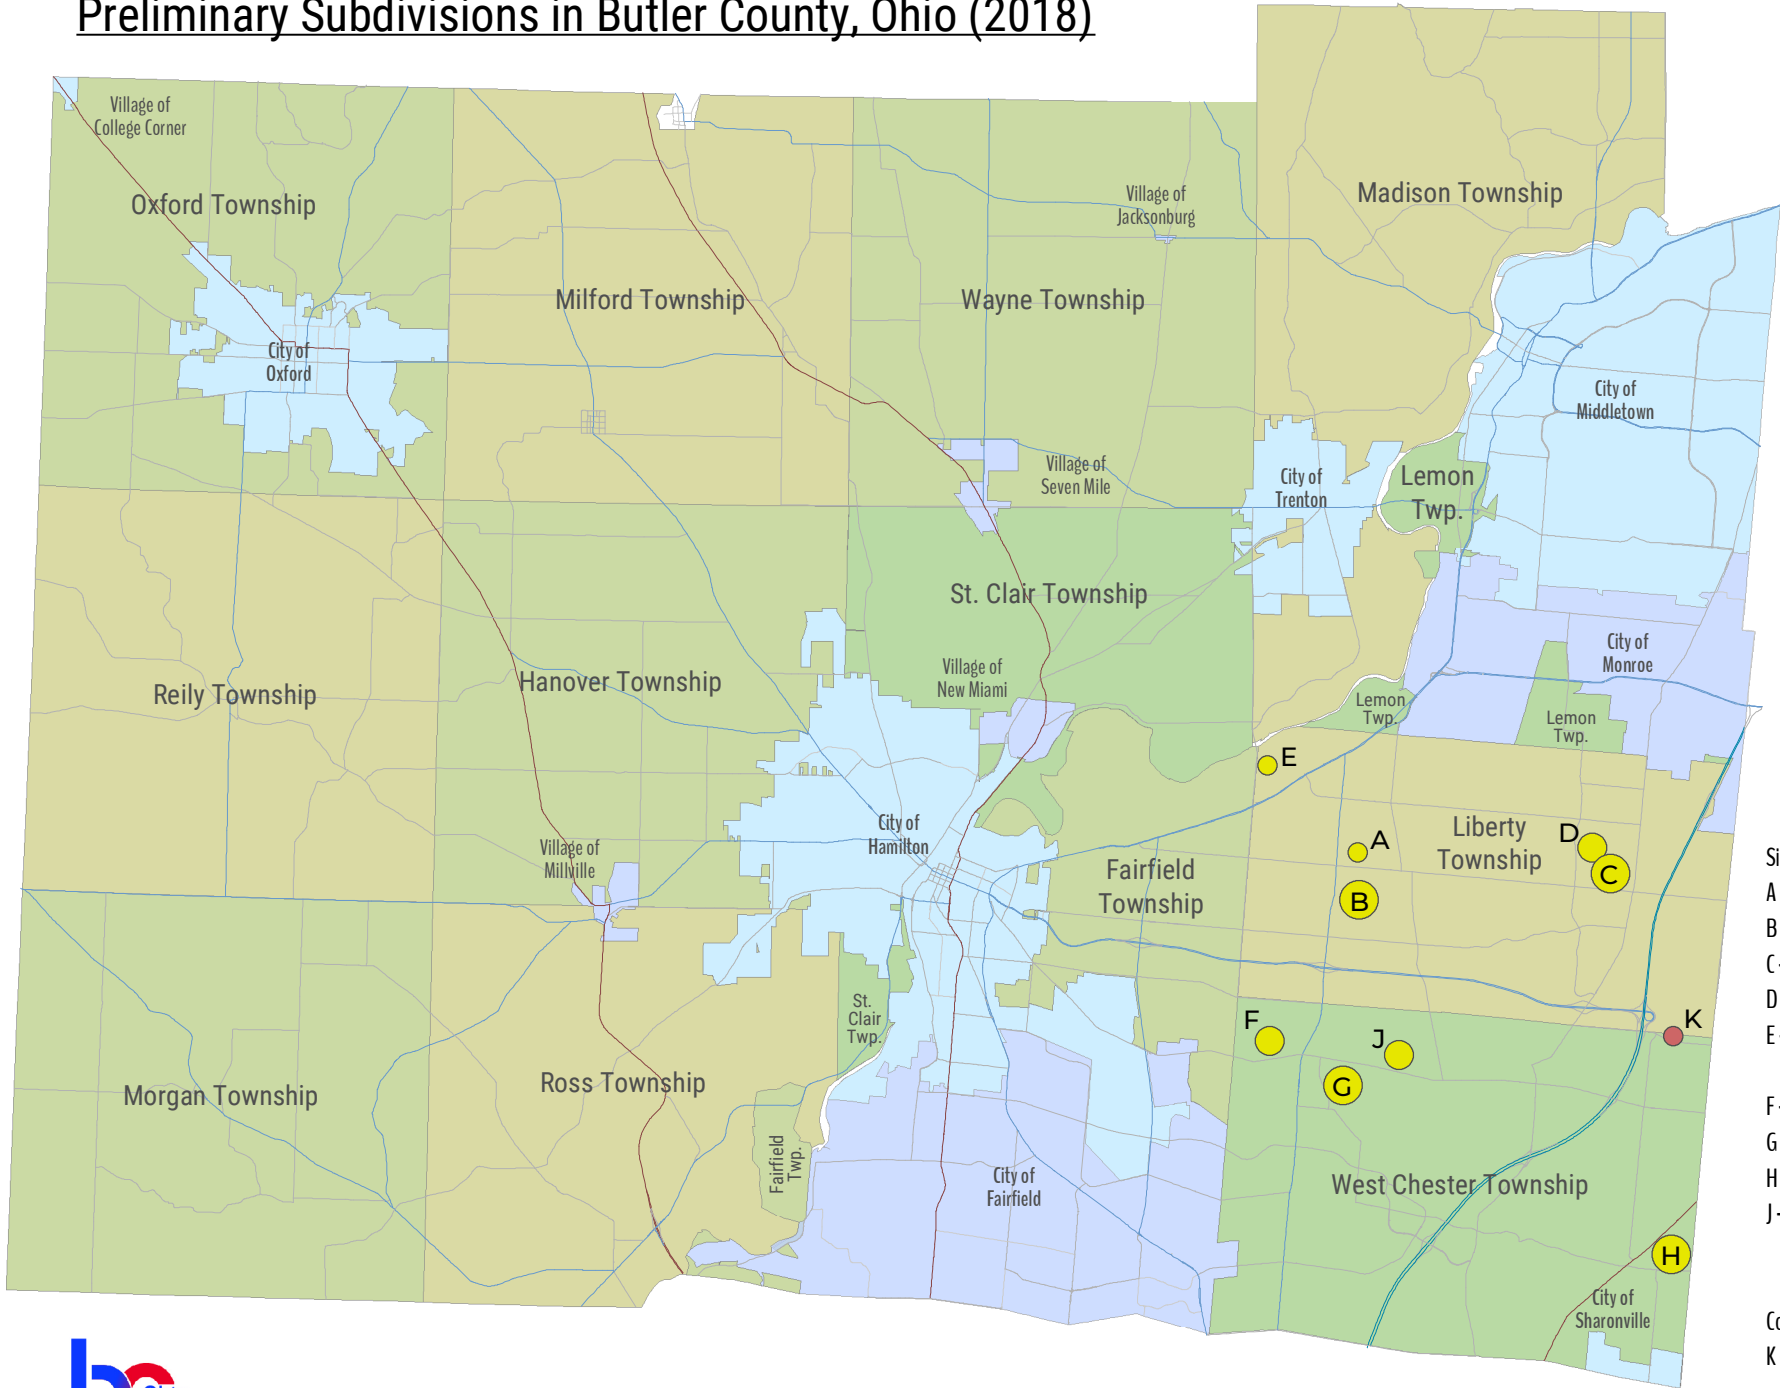 Preliminary Subdivisions in Butler County, Ohio (2018)
Village of
College Corner
Oxford Township
City of
Oxford
Milford Township
Village of
Jacksonburg
Wayne Township
Madison Township
City of
Middletown
Village of
Seven Mile
City of
Trenton
Lemon
Twp.
St. Clair Township
Village of
New Miami
City of
Monroe
Reily Township
Hanover Township
Lemon
Twp.
Lemon
Twp.
E
A
B
Liberty
Township
D
C
Village of
Millville
City of
Hamilton
Fairfield
Township
St.
Clair
Twp.
F
J
G
K
Morgan Township
Ross Township
Fairfield
Twp.
City of
Fairfield
West Chester Township
H
City of
Sharonville
Si
A
B
C-
D
E-
F-
G
H
J-
K